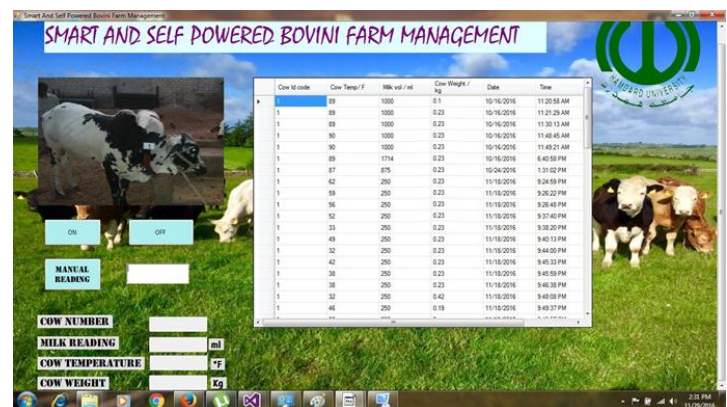 Smart And Self Powered Bovini Farm Management
SMART AND SELF POWERED BOVINI FARM MANAGEMENT
HAMDARD UNIVERSITY
Cow Id code Cow Temp/ F Milk vol / ml Cow Weight / kg Date Time
1 89 1000 0.1 10/16/2016 11:20:58 AM
1 89 1000 0.23 10/16/2016 11:21:29 AM
1 89 1000 0.23 10/16/2016 11:30:13 AM
1 90 1000 0.23 10/16/2016 11:48:45 AM
1 90 1000 0.23 10/16/2016 11:49:21 AM
1 89 1714 0.23 10/16/2016 6:40:58 PM
1 87 875 0.23 10/24/2016 1:31:02 PM
1 62 250 0.23 11/18/2016 9:24:59 PM
1 59 250 0.23 11/18/2016 9:26:22 PM
1 56 250 0.23 11/18/2016 9:26:48 PM
1 52 250 0.23 11/18/2016 9:37:40 PM
1 33 250 0.23 11/18/2016 9:38:20 PM
1 49 250 0.23 11/18/2016 9:40:13 PM
1 32 250 0.23 11/18/2016 9:44:00 PM
1 42 250 0.23 11/18/2016 9:45:33 PM
1 38 250 0.23 11/18/2016 9:45:59 PM
1 38 250 0.23 11/18/2016 9:46:38 PM
1 32 250 0.42 11/18/2016 9:48:08 PM
1 46 250 0.19 11/18/2016 9:49:37 PM
ON OFF
MANUAL
READING
COW NUMBER
MILK READING ml
COW TEMPERATURE °F
COW WEIGHT Kg
2:31 PM
11/29/2016